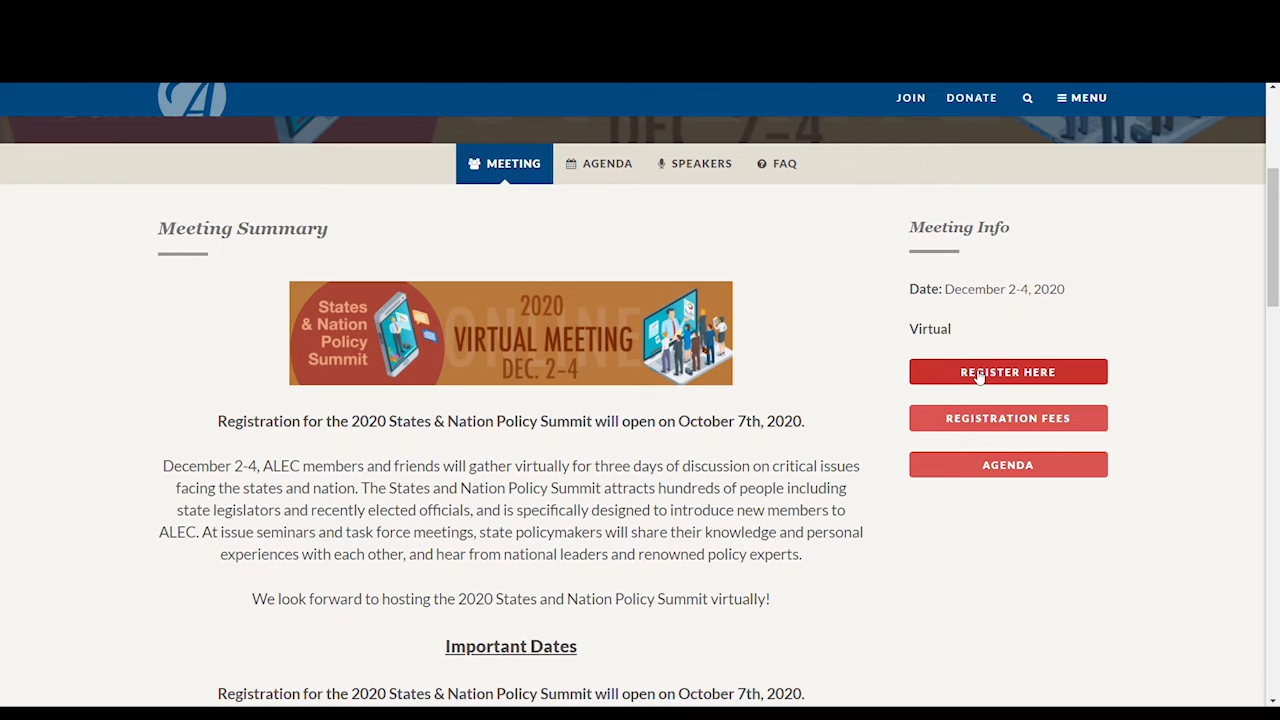 JOIN DONATE MENU
DEC. 2-4
MEETING AGENDA SPEAKERS FAQ
Meeting Summary
States
& Nation
Policy
Summit
2020
VIRTUAL MEETING
DEC. 2-4
ONLINE
Registration for the 2020 States & Nation Policy Summit will open on October 7th, 2020.
December 2-4, ALEC members and friends will gather virtually for three days of discussion on critical issues
facing the states and nation. The States and Nation Policy Summit attracts hundreds of people including
state legislators and recently elected officials, and is specifically designed to introduce new members to
ALEC. At issue seminars and task force meetings, state policymakers will share their knowledge and personal
experiences with each other, and hear from national leaders and renowned policy experts.
We look forward to hosting the 2020 States and Nation Policy Summit virtually!
Important Dates
Registration for the 2020 States & Nation Policy Summit will open on October 7th, 2020.
Meeting Info
Date: December 2-4, 2020
Virtual
REGISTER HERE
REGISTRATION FEES
AGENDA